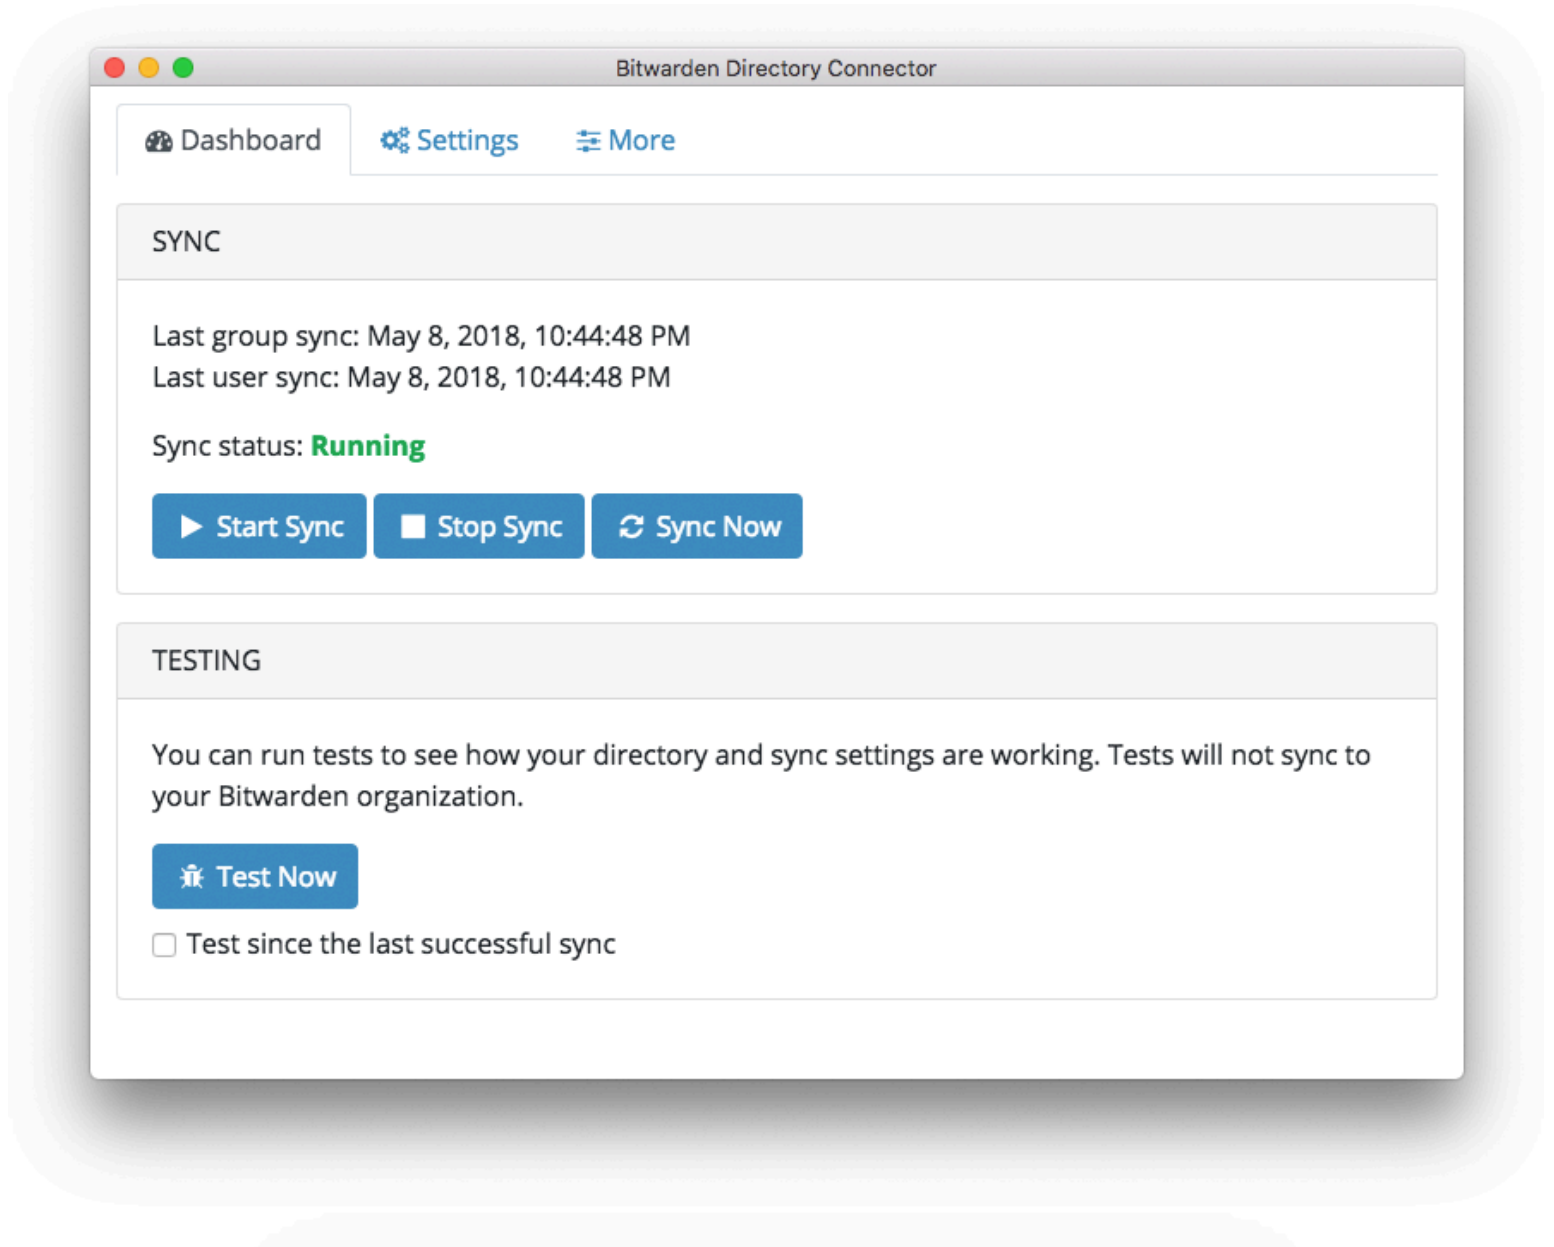 Bitwarden Directory Connector
Dashboard Settings More
SYNC
Last group sync: May 8, 2018, 10:44:48 PM
Last user sync: May 8, 2018, 10:44:48 PM
Sync status: Running
Start Sync Stop Sync Sync Now
TESTING
You can run tests to see how your directory and sync settings are working. Tests will not sync to
your Bitwarden organization.
Test Now
Test since the last successful sync